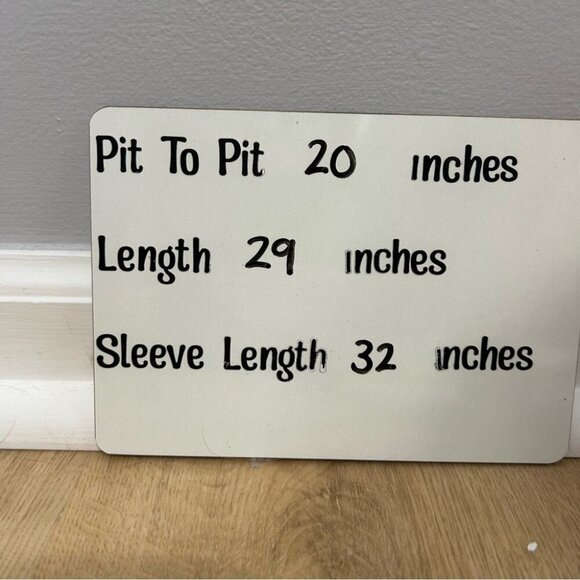 Pit To Pit 20 inches
Length 29 inches
Sleeve Length 32 inches